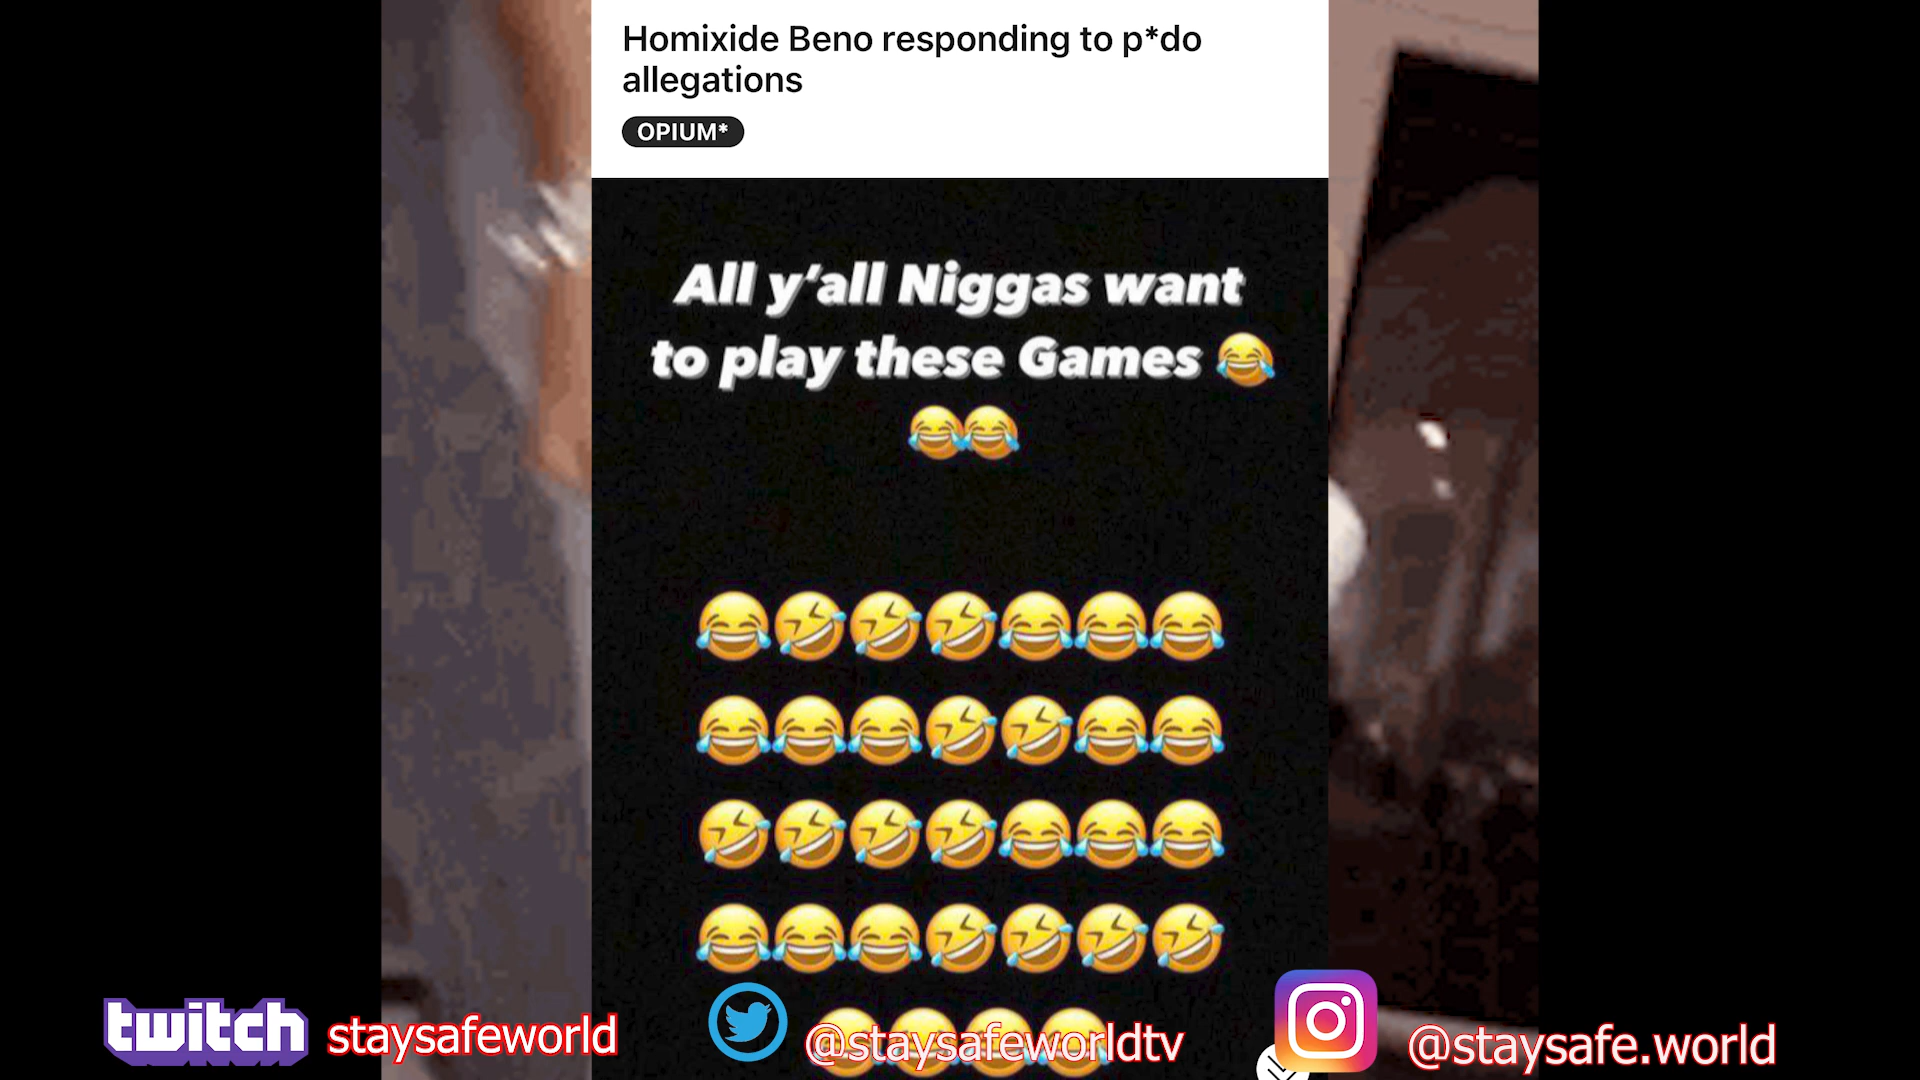 Homixide Beno responding to p*do
allegations
OPIUM*
All y'all Niggas want
to play these Games 😂
😂😂
😂🤣🤣🤣😂😂😂
😂😂😂🤣🤣😂😂
🤣🤣🤣🤣😂😂😂
😂😂😂🤣🤣🤣🤣
twitch staysafeworld
@staysafeworldtv
@staysafe.world